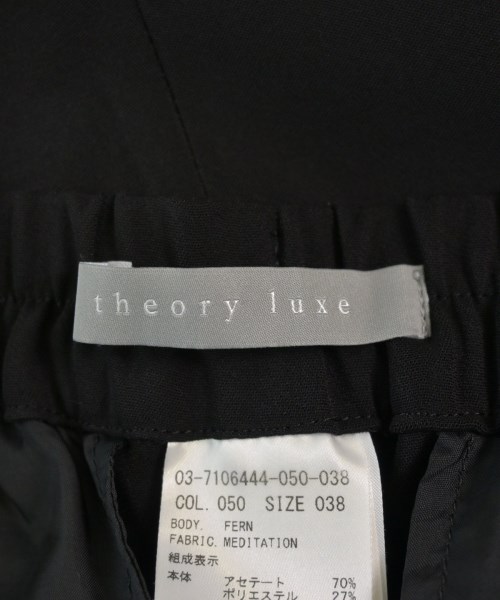 theory luxe
03-7106444-050-038
COL. 050 SIZE 038
BODY. FERN
FABRIC. MEDITATION
組成表示
本体 アセテート 70%
ポリエステル 27%